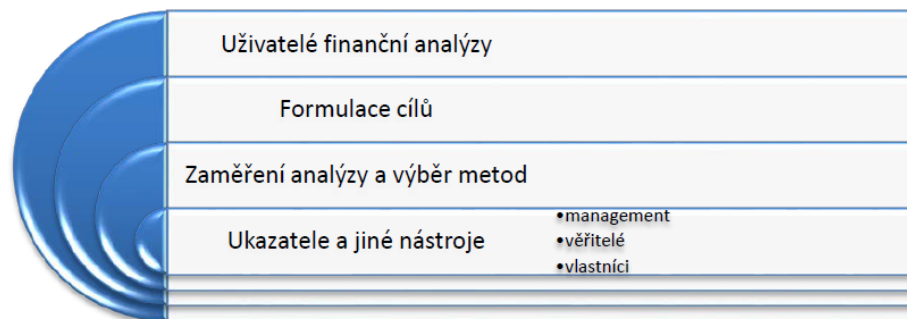 Uživatelé finanční analýzy
Formulace cílů
Zaměření analýzy a výběr metod
Ukazatele a jiné nástroje
•management
•věřitelé
•vlastníci